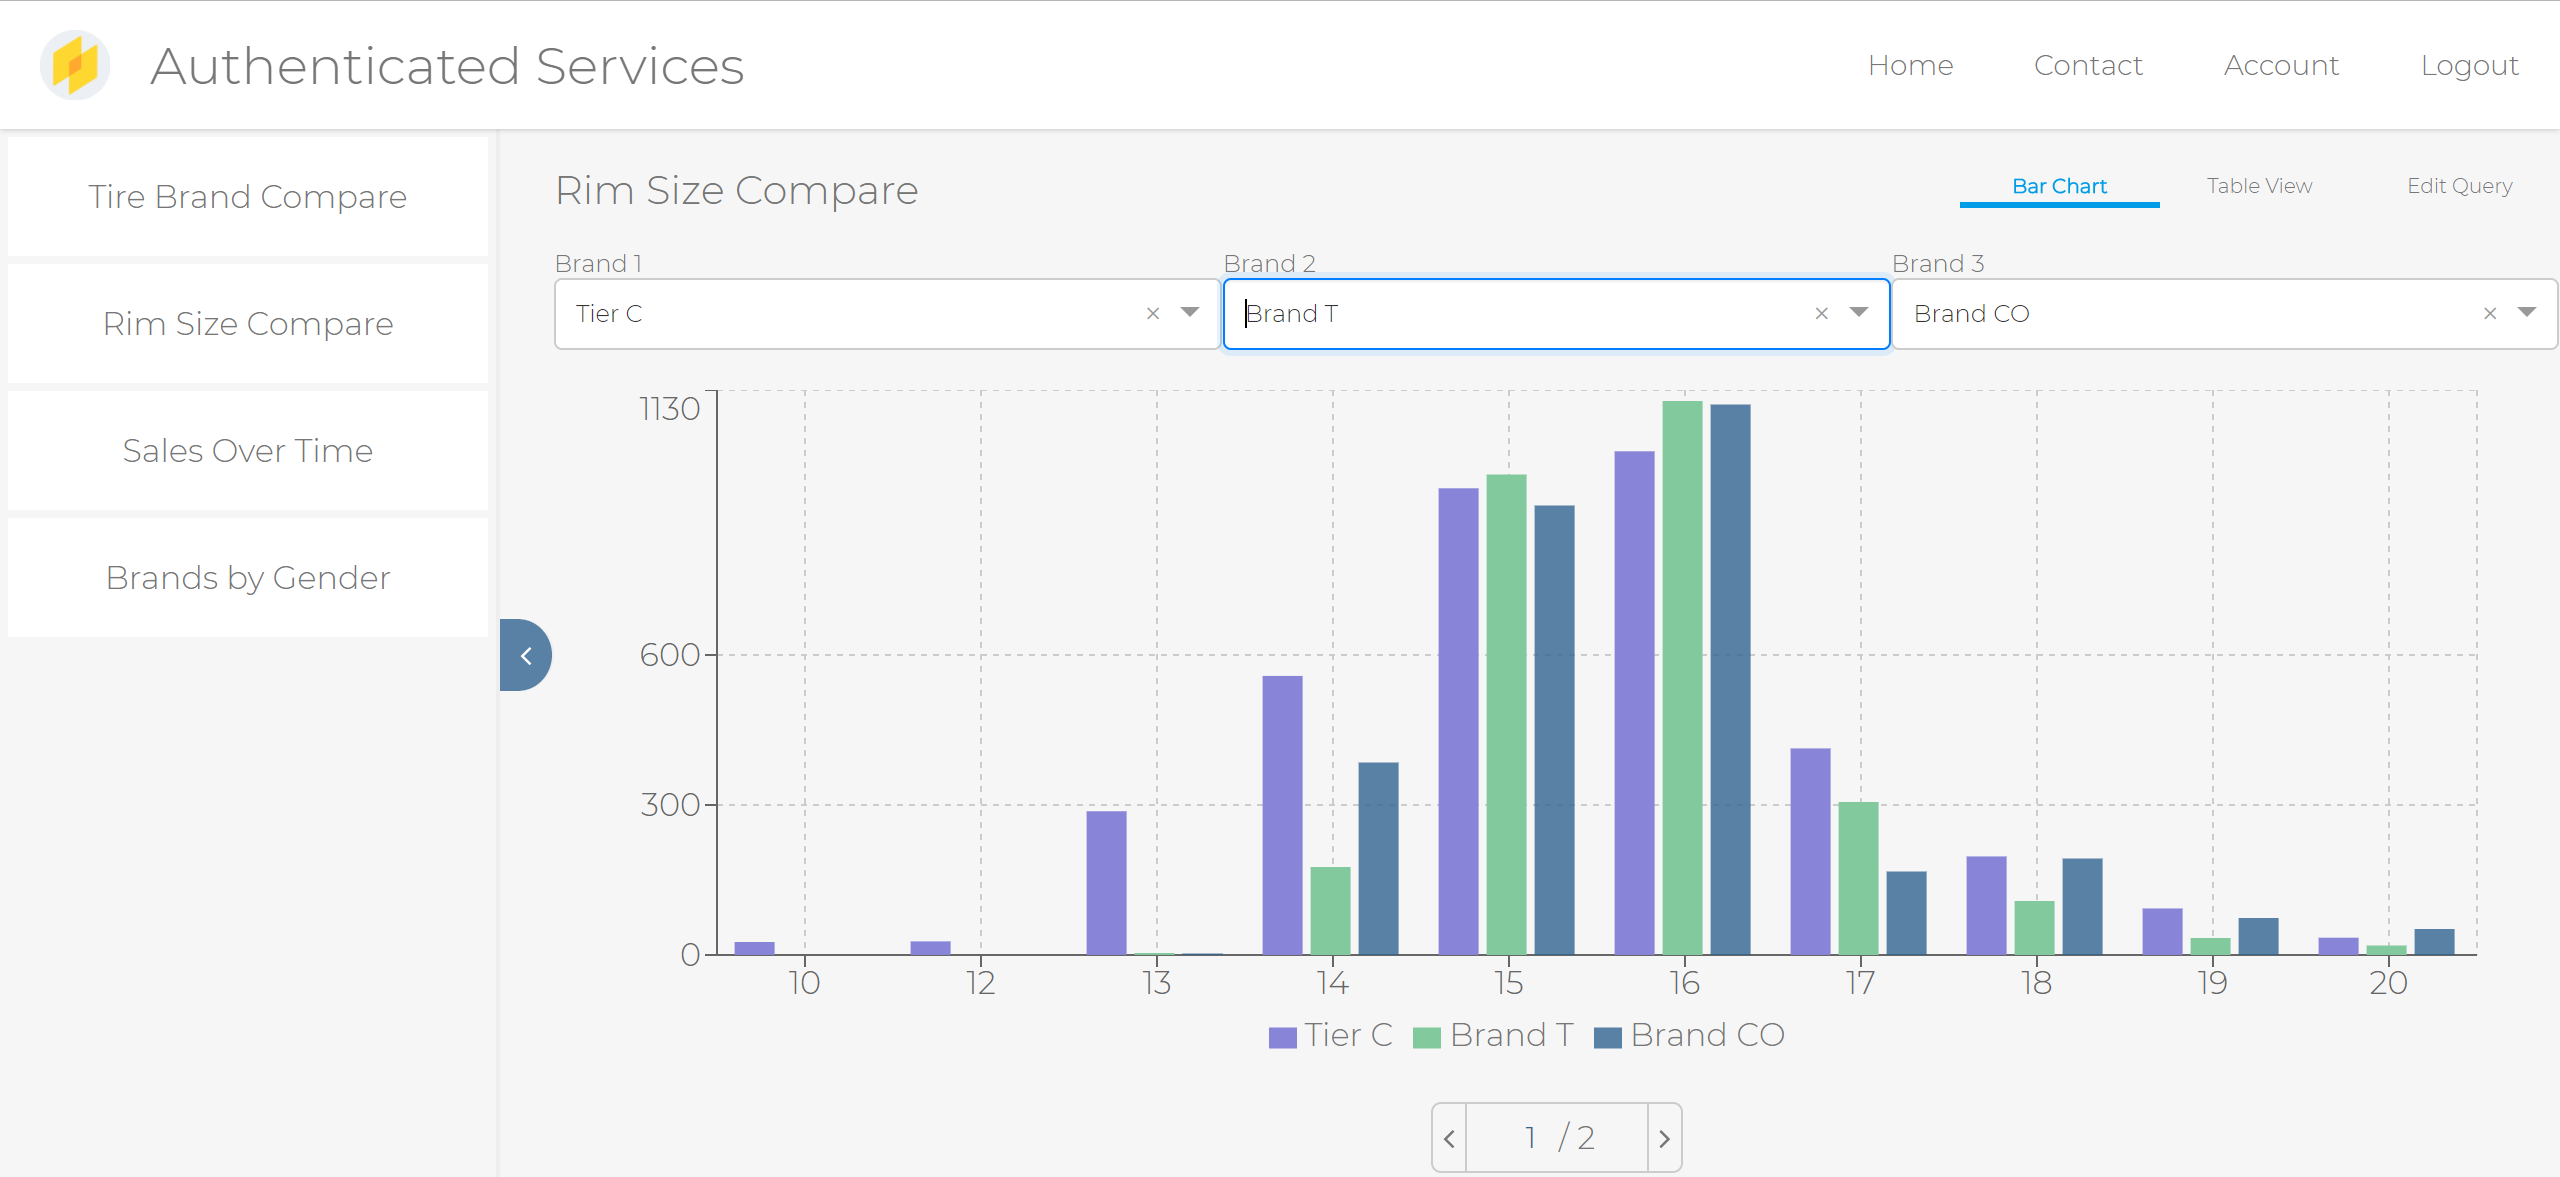 Authenticated Services
Home Contact Account Logout
Tire Brand Compare
Rim Size Compare
Sales Over Time
Brands by Gender
Rim Size Compare
Bar Chart Table View Edit Query
Brand 1 Brand 2 Brand 3
Tier C × Brand T × Brand CO ×
1130
600
300
0
10 12 13 14 15 16 17 18 19 20
Tier C Brand T Brand CO
< 1 / 2 >